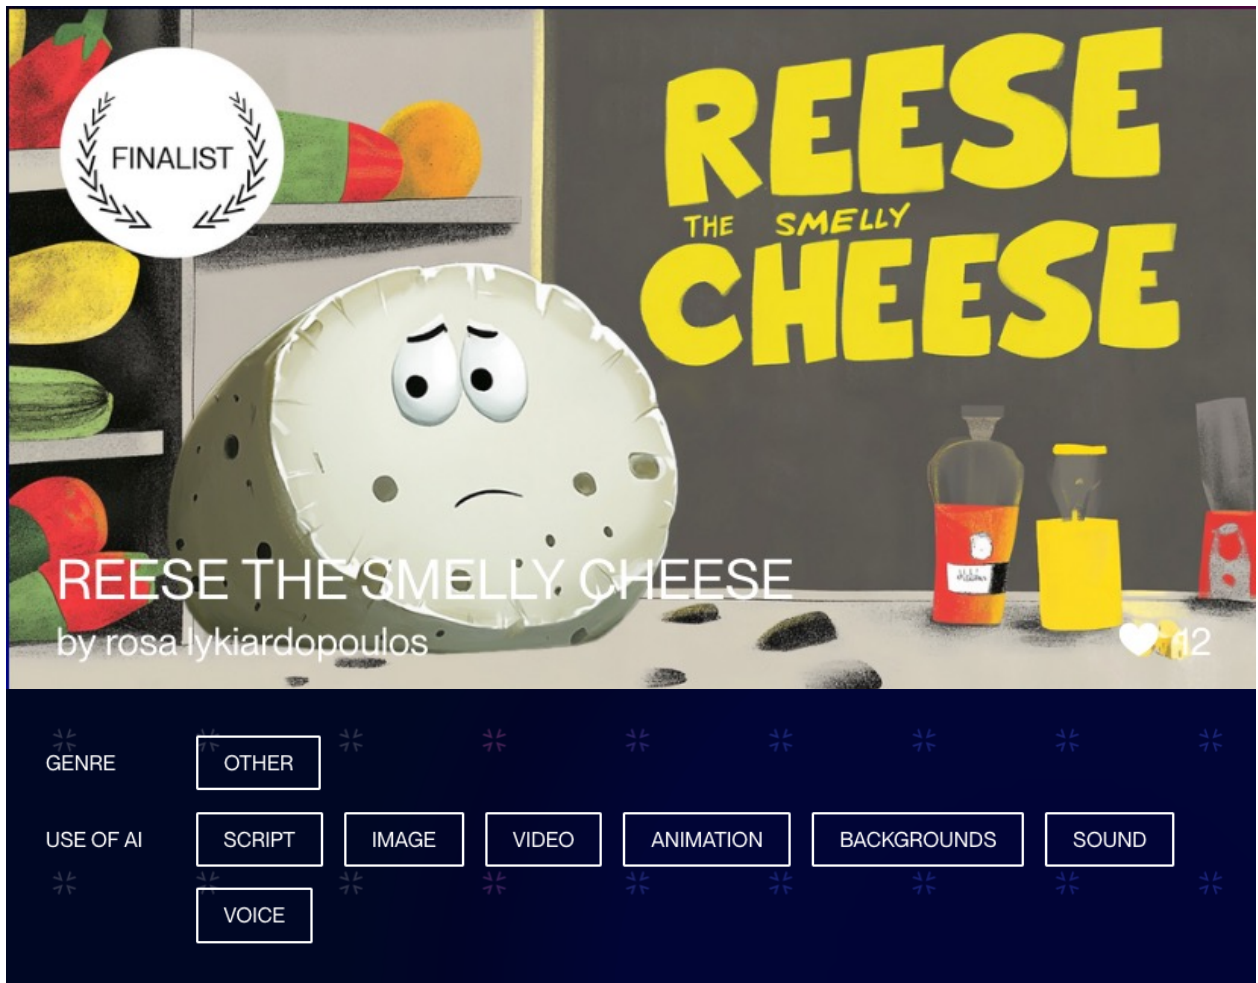 FINALIST
REESE
THE SMELLY
CHEESE
REESE THE SMELLY CHEESE
by rosa lykiardopoulos
12
GENRE OTHER
USE OF AI SCRIPT IMAGE VIDEO ANIMATION BACKGROUNDS SOUND
VOICE